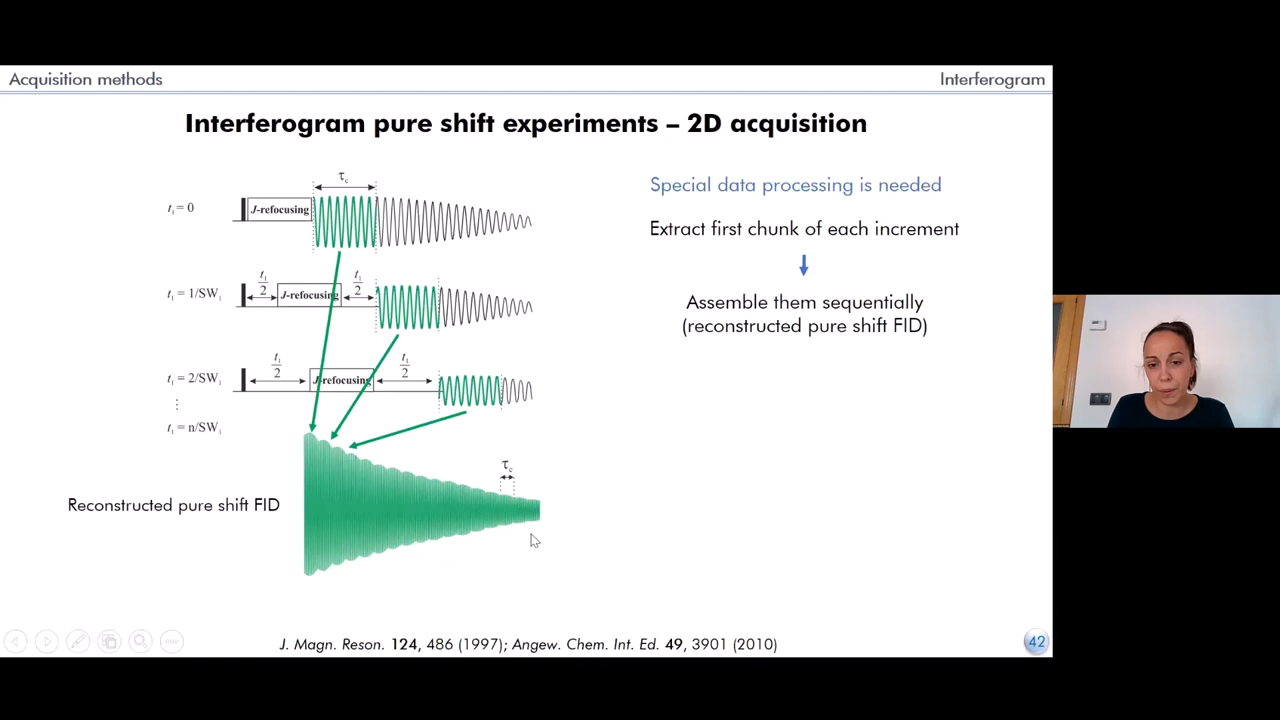 Acquisition methods
Interferogram
Interferogram pure shift experiments – 2D acquisition
τc
t1 = 0
J-refocusing
Special data processing is needed
Extract first chunk of each increment
Assemble them sequentially
(reconstructed pure shift FID)
t1 = 1/SW1
t1/2
J-refocusing
t1/2
t1 = 2/SW1
t1/2
J-refocusing
t1/2
⋮
t1 = n/SW1
τc
Reconstructed pure shift FID
J. Magn. Reson. 124, 486 (1997); Angew. Chem. Int. Ed. 49, 3901 (2010)
42